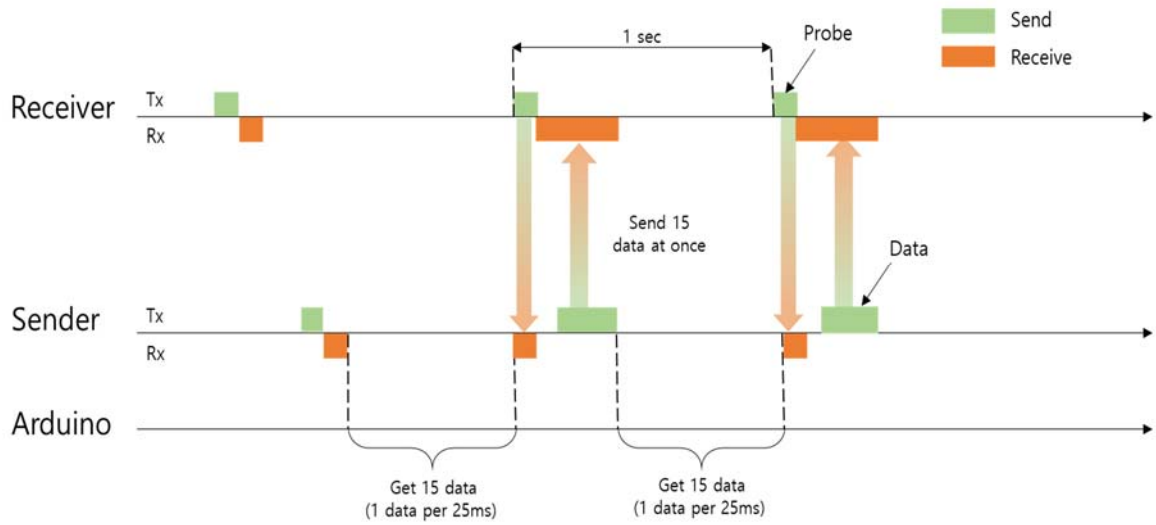 1 sec
Probe
Send
Receive
Receiver
Tx
Rx
Send 15
data at once
Data
Sender
Tx
Rx
Arduino
Get 15 data
(1 data per 25ms)
Get 15 data
(1 data per 25ms)